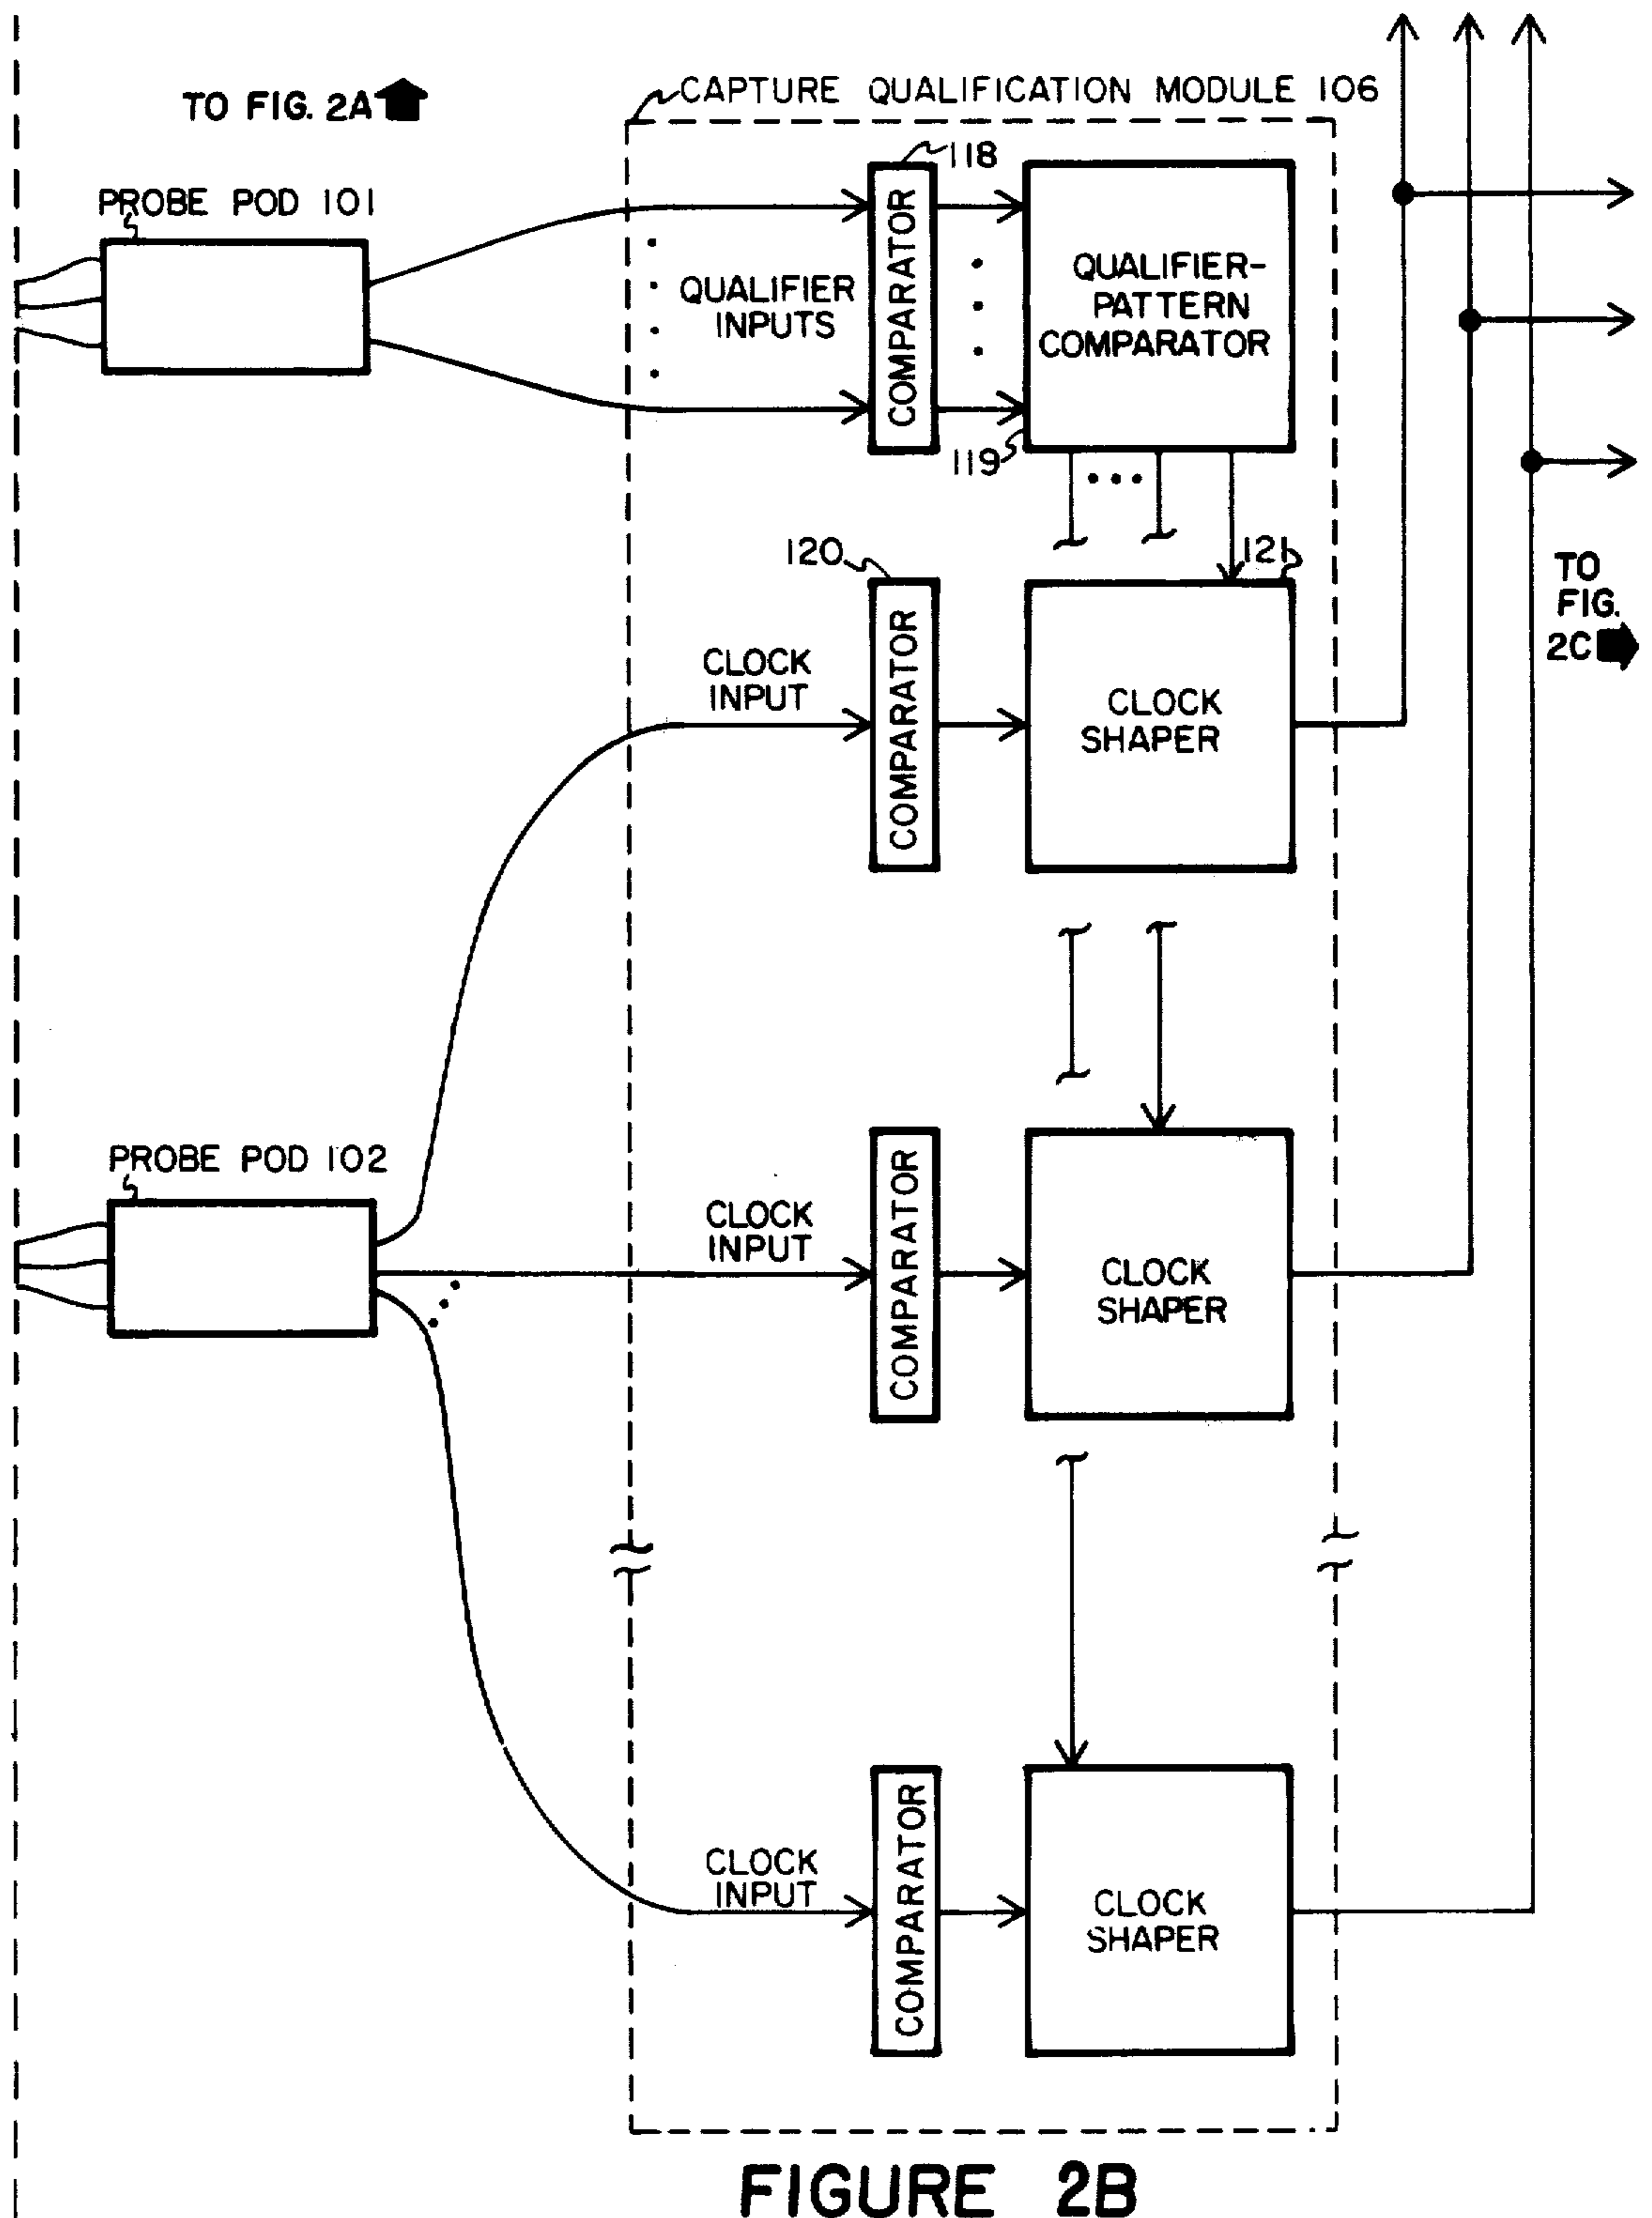 TO FIG. 2A
CAPTURE QUALIFICATION MODULE 106
118
PROBE POD 101
COMPARATOR
QUALIFIER-
PATTERN
COMPARATOR
QUALIFIER
INPUTS
119
120
121
TO
FIG.
2C
CLOCK
INPUT
COMPARATOR
CLOCK
SHAPER
PROBE POD 102
CLOCK
INPUT
COMPARATOR
CLOCK
SHAPER
CLOCK
INPUT
COMPARATOR
CLOCK
SHAPER
FIGURE 2B